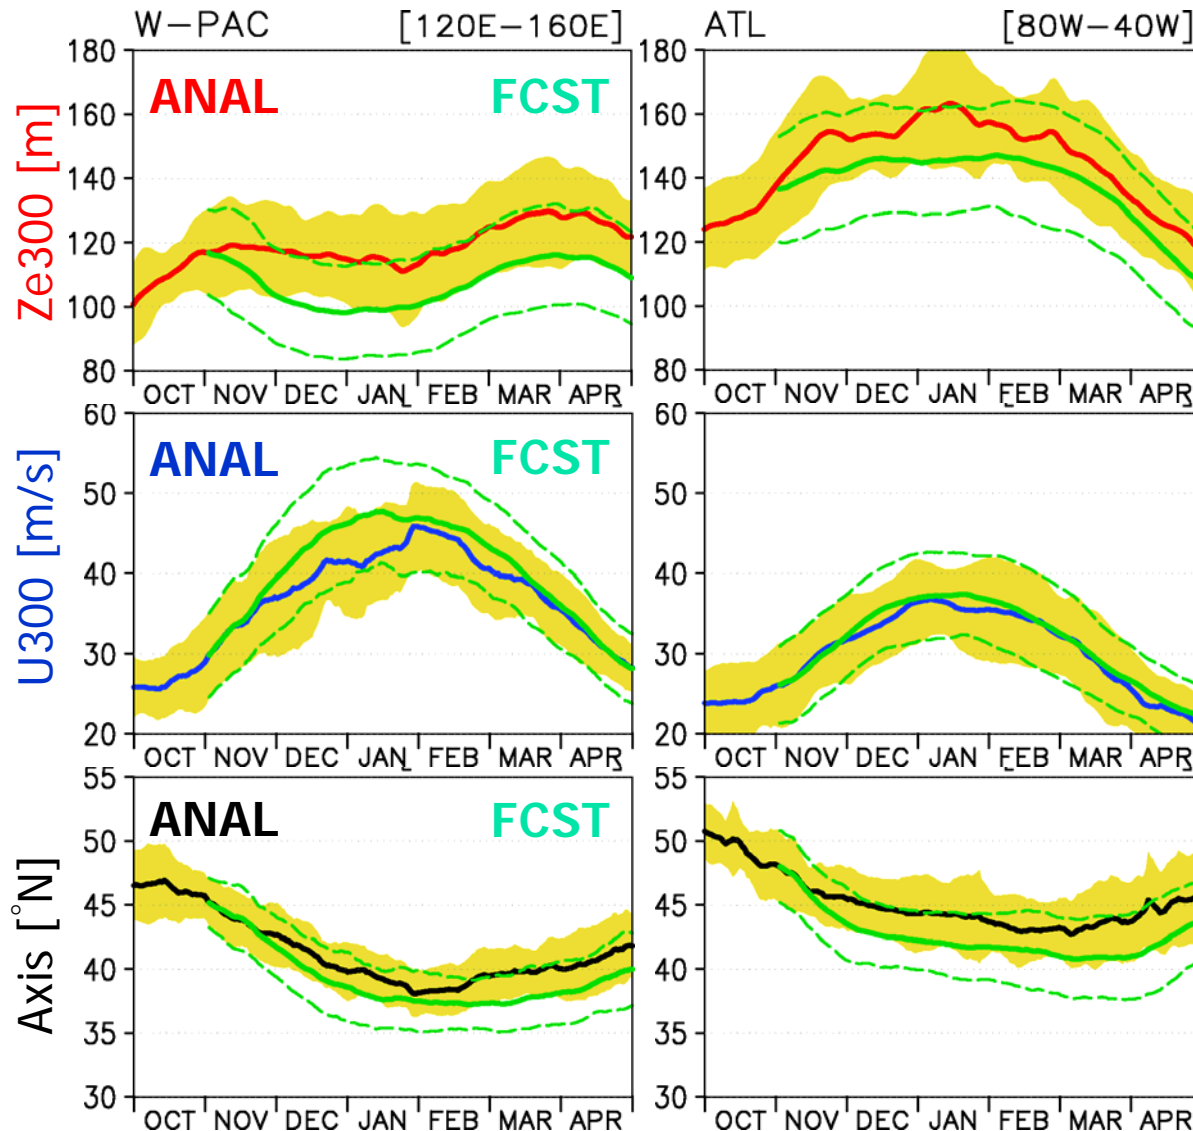 W-PAC [120E-160E] ATL [80W-40W]
Ze300 [m]
ANAL FCST
180 160 140 120 100 80
180 160 140 120 100 80
OCT NOV DEC JAN FEB MAR APR
OCT NOV DEC JAN FEB MAR APR
U300 [m/s]
ANAL FCST
60 50 40 30 20
60 50 40 30 20
OCT NOV DEC JAN FEB MAR APR
OCT NOV DEC JAN FEB MAR APR
Axis [°N]
ANAL FCST
55 50 45 40 35 30
55 50 45 40 35 30
OCT NOV DEC JAN FEB MAR APR
OCT NOV DEC JAN FEB MAR APR